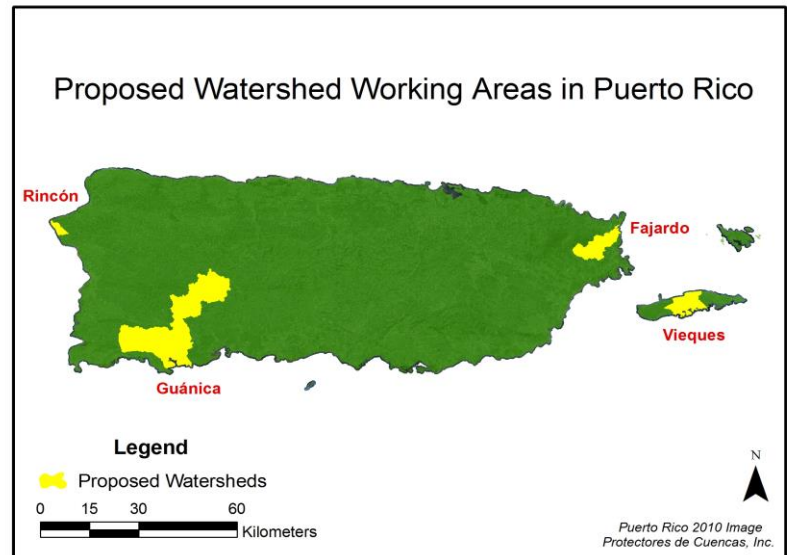 Proposed Watershed Working Areas in Puerto Rico
Rincón
Fajardo
Vieques
Guánica
Legend
Proposed Watersheds
0 15 30 60
Kilometers
N
Puerto Rico 2010 Image
Protectores de Cuencas, Inc.